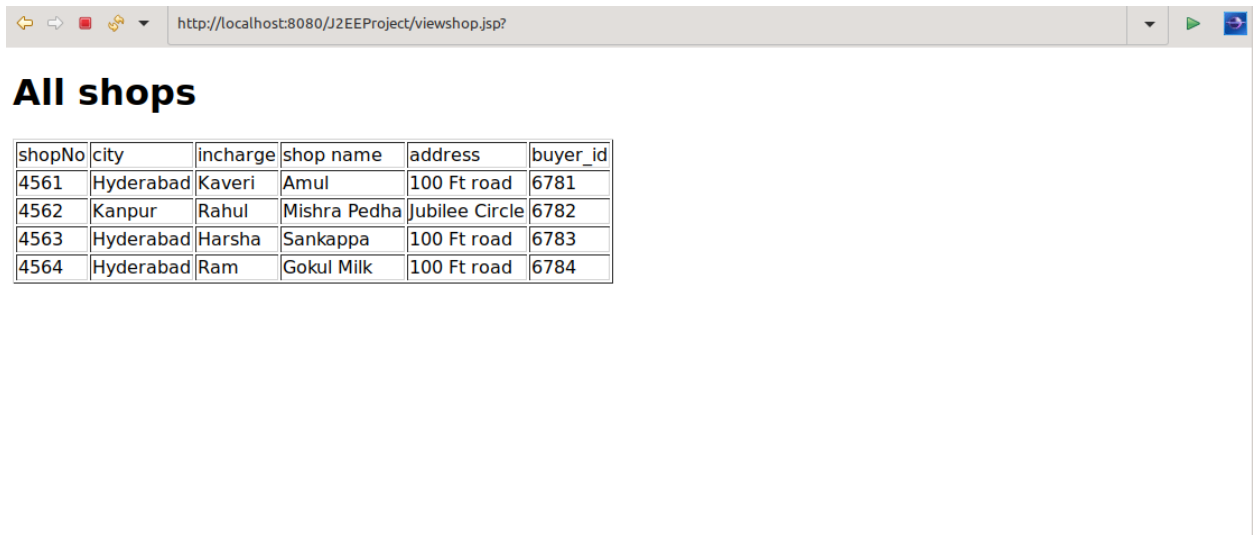 http://localhost:8080/J2EEProject/viewshop.jsp?
All shops
shopNo city incharge shop name address buyer_id
4561 Hyderabad Kaveri Amul 100 Ft road 6781
4562 Kanpur Rahul Mishra Pedha Jubilee Circle 6782
4563 Hyderabad Harsha Sankappa 100 Ft road 6783
4564 Hyderabad Ram Gokul Milk 100 Ft road 6784